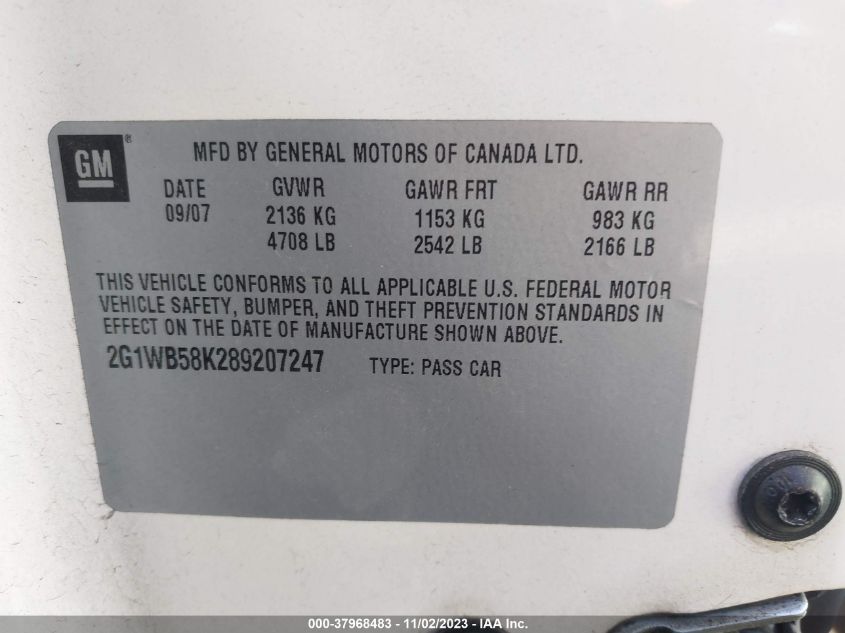 GM ®
MFD BY GENERAL MOTORS OF CANADA LTD.
DATE GVWR GAWR FRT GAWR RR
09/07 2136 KG 1153 KG 983 KG
4708 LB 2542 LB 2166 LB
THIS VEHICLE CONFORMS TO ALL APPLICABLE U.S. FEDERAL MOTOR
VEHICLE SAFETY, BUMPER, AND THEFT PREVENTION STANDARDS IN
EFFECT ON THE DATE OF MANUFACTURE SHOWN ABOVE.
2G1WB58K289207247 TYPE: PASS CAR
000-37968483 - 11/02/2023 - IAA Inc.